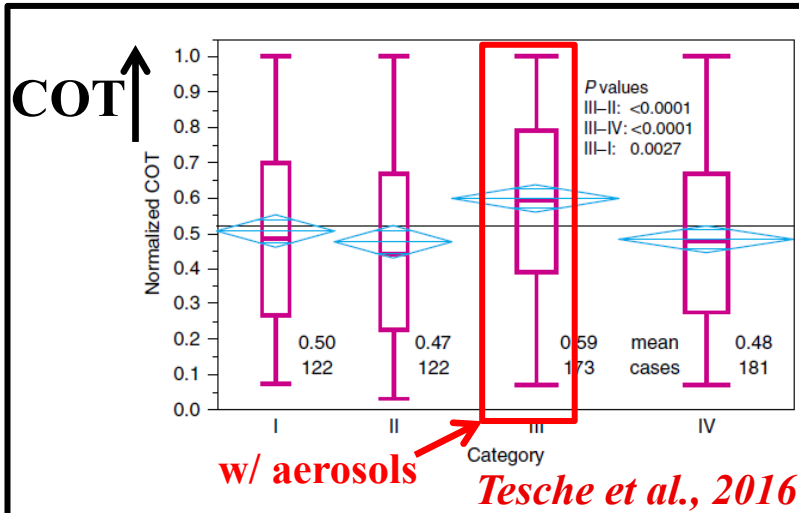 COT
Normalized COT
1.0
0.9
0.8
0.7
0.6
0.5
0.4
0.3
0.2
0.1
0.0
P values
III–II: <0.0001
III–IV: <0.0001
III–I: 0.0027
0.50 0.47 0.59 mean 0.48
122 122 173 cases 181
I II III IV
Category
w/ aerosols
Tesche et al., 2016